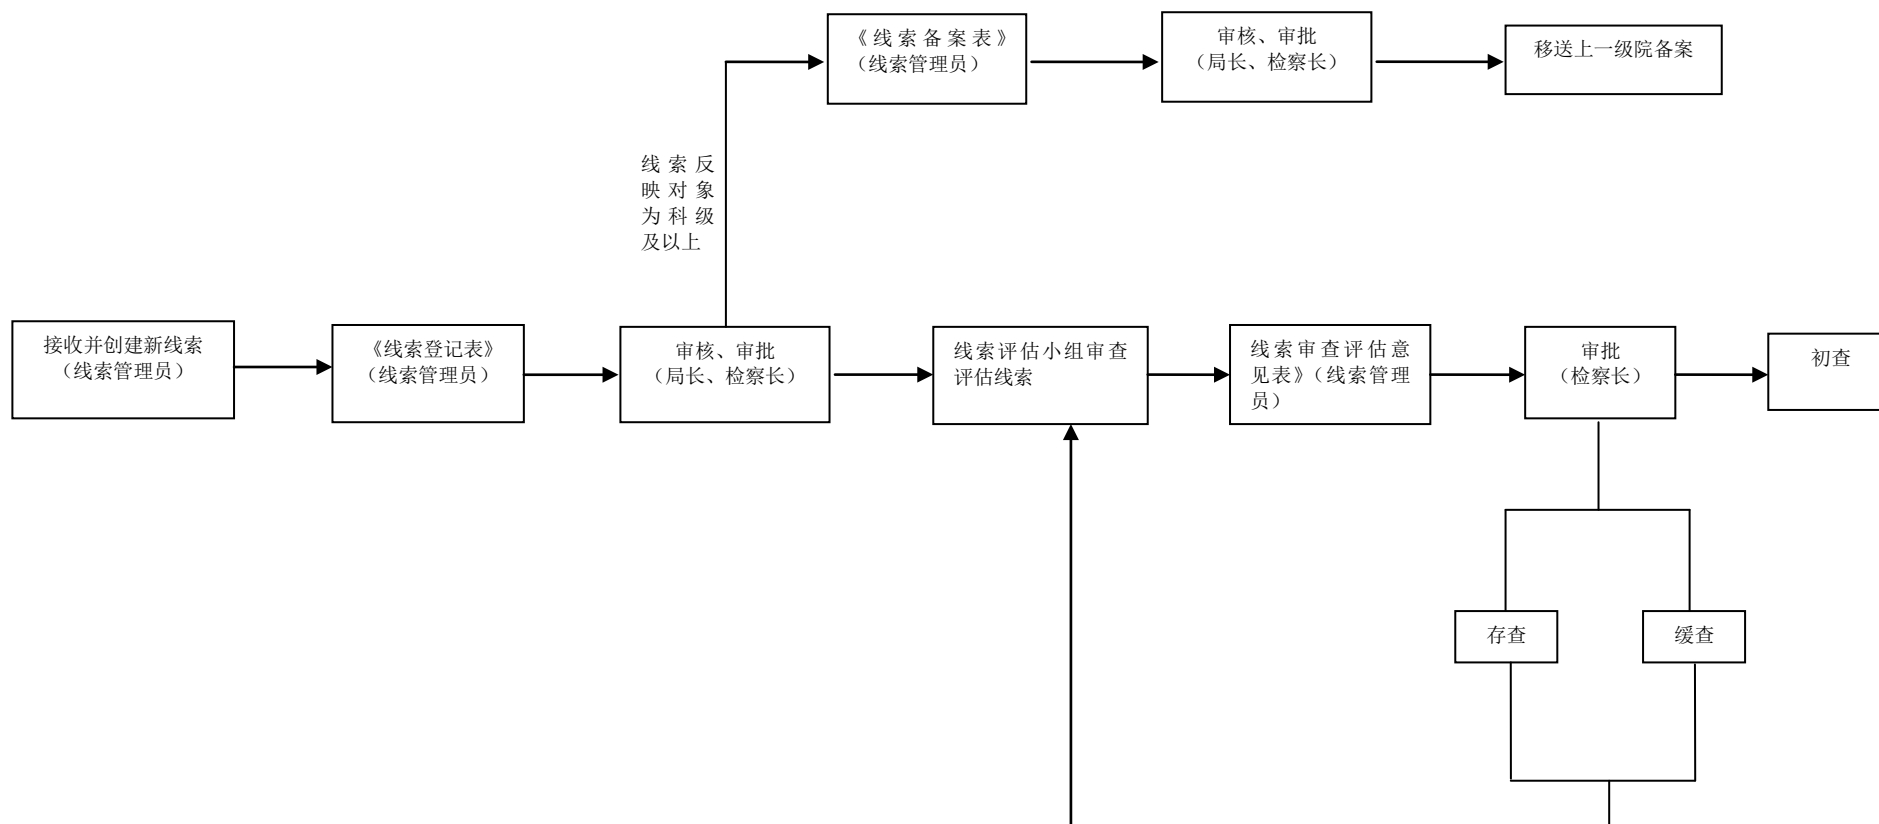 《线索备案表》
（线索管理员）
审核、审批
（局长、检察长）
移送上一级院备案
线索反
映对象
为科级
及以上
接收并创建新线索
（线索管理员）
《线索登记表》
（线索管理员）
审核、审批
（局长、检察长）
线索评估小组审查
评估线索
线索审查评估意
见表》（线索管理
员）
审批
（检察长）
初查
存查
缓查